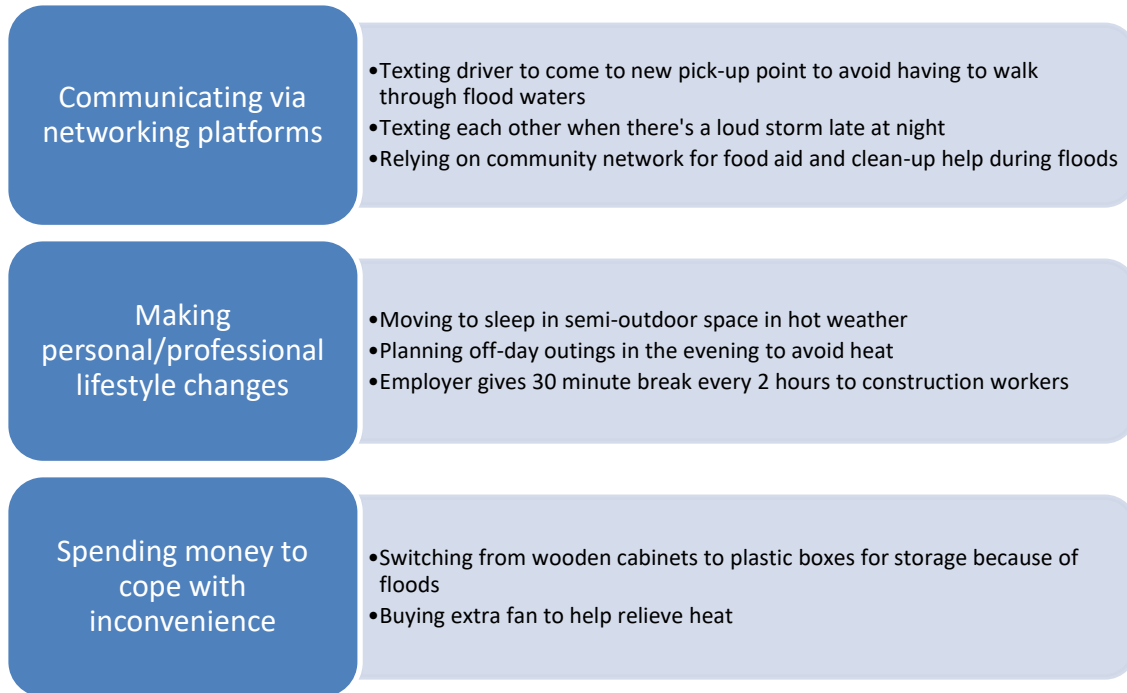 Communicating via
networking platforms
•Texting driver to come to new pick-up point to avoid having to walk
through flood waters
•Texting each other when there's a loud storm late at night
•Relying on community network for food aid and clean-up help during floods
Making
personal/professional
lifestyle changes
•Moving to sleep in semi-outdoor space in hot weather
•Planning off-day outings in the evening to avoid heat
•Employer gives 30 minute break every 2 hours to construction workers
Spending money to
cope with
inconvenience
•Switching from wooden cabinets to plastic boxes for storage because of
floods
•Buying extra fan to help relieve heat